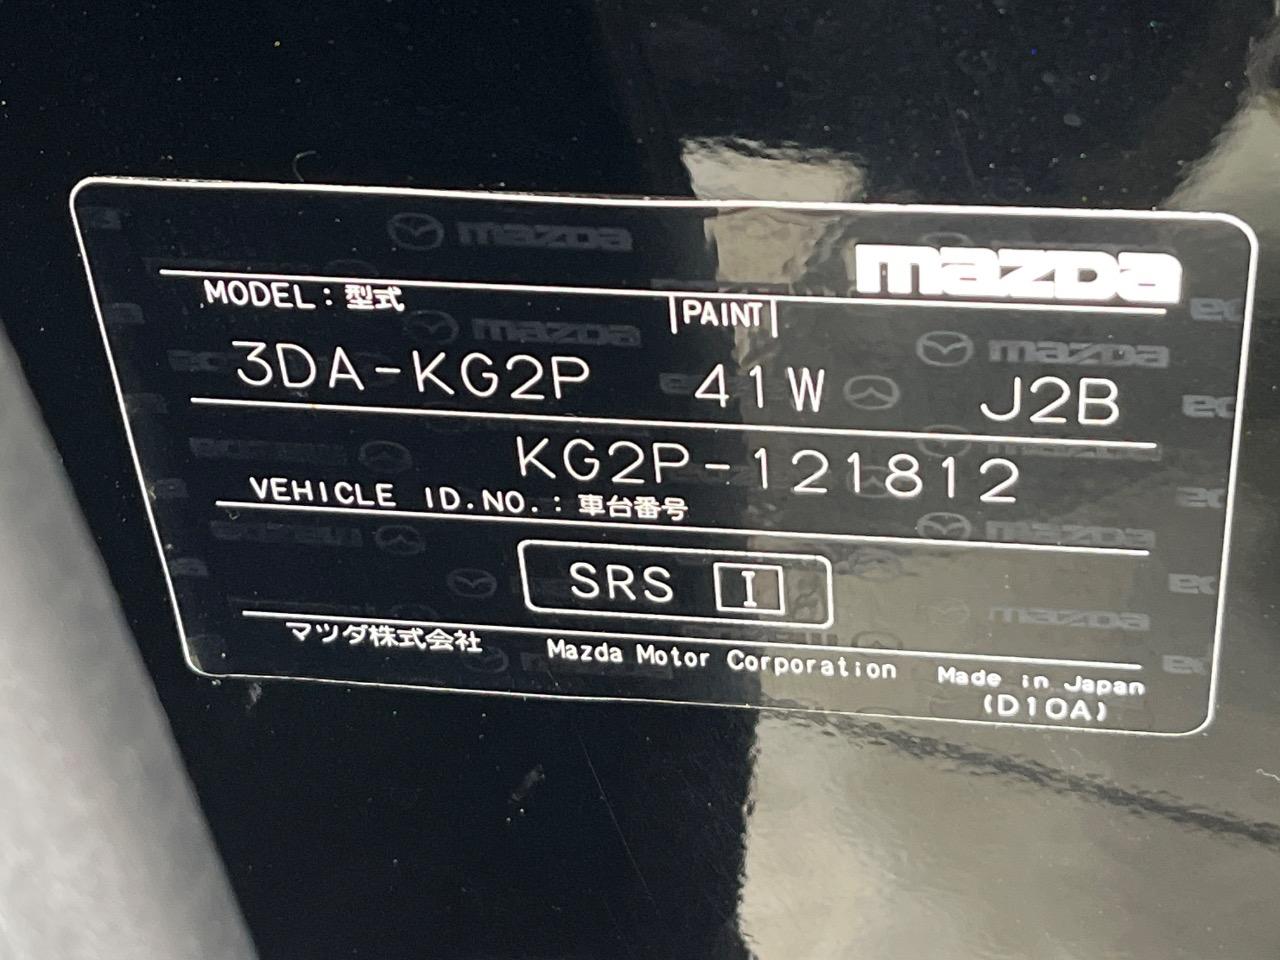 mazda
MODEL：型式 PAINT
3DA-KG2P 41W J2B
KG2P-121812
VEHICLE ID.NO.：車台番号
SRS I
マツダ株式会社 Mazda Motor Corporation Made in Japan
(D10A)